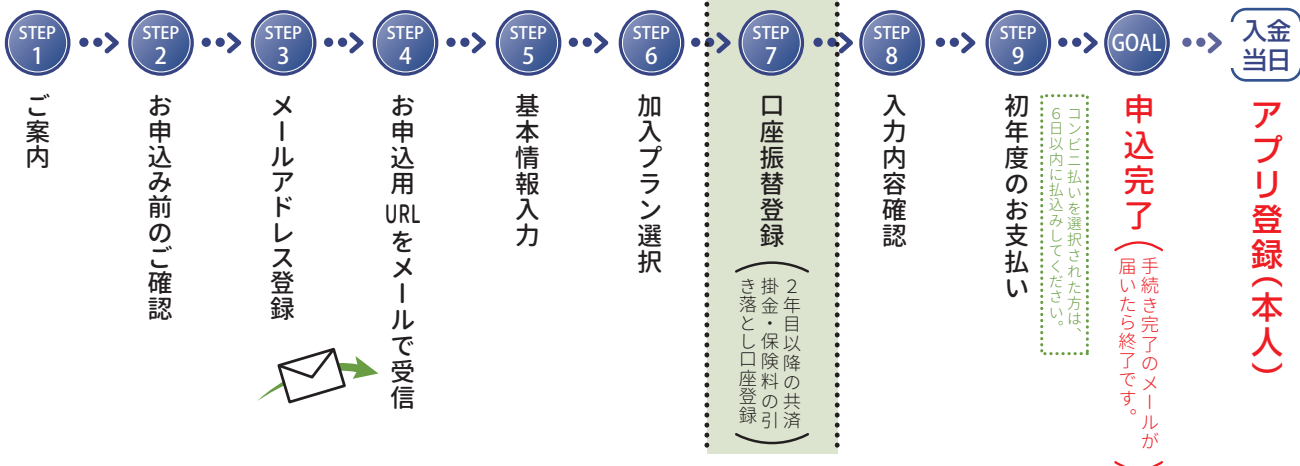 STEP
1
ご案内
STEP
2
お申込み前のご確認
STEP
3
メールアドレス登録
STEP
4
お申込用URLをメールで受信
STEP
5
基本情報入力
STEP
6
加入プラン選択
STEP
7
口座振替登録
(2年目以降の共済
掛金・保険料の引
き落とし口座登録)
STEP
8
入力内容確認
STEP
9
初年度のお支払い
コンビニ払いを選択された方は、
6日以内に払込みしてください。
GOAL
申込完了
(手続き完了のメールが
届いたら終了です。)
入金
当日
アプリ登録(本人)